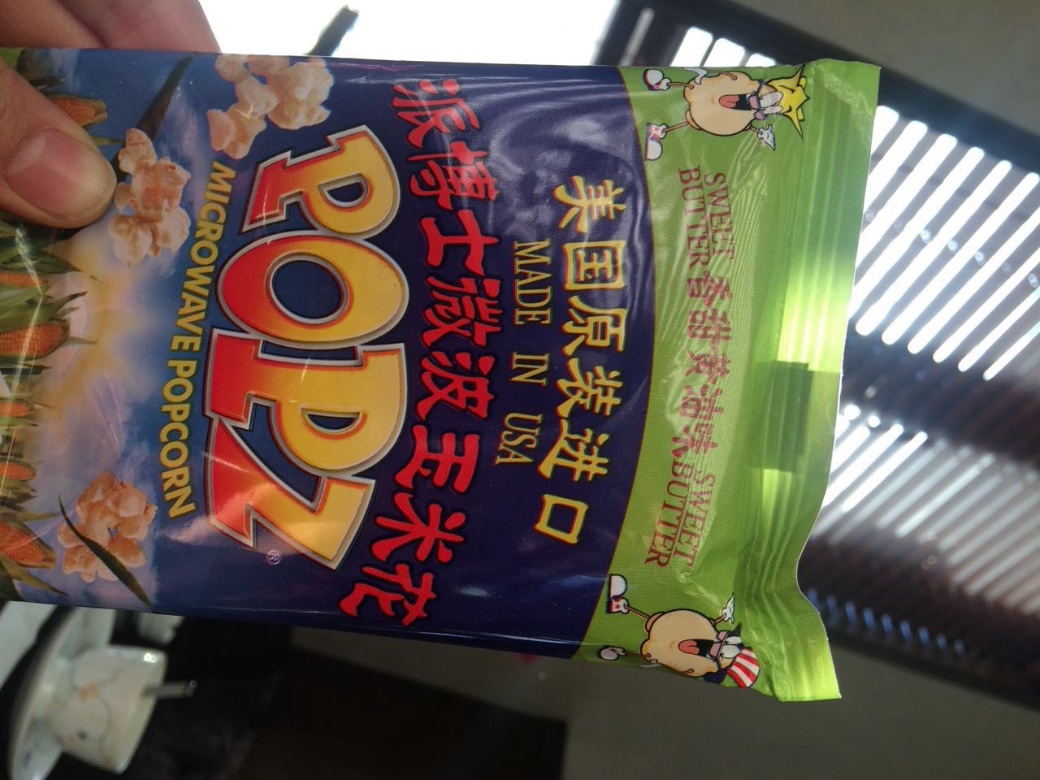 SWEET BUTTER 香甜黄油味 SWEET BUTTER
美国原装进口
MADE IN USA
派博士微波玉米花
POPZ®
MICROWAVE POPCORN